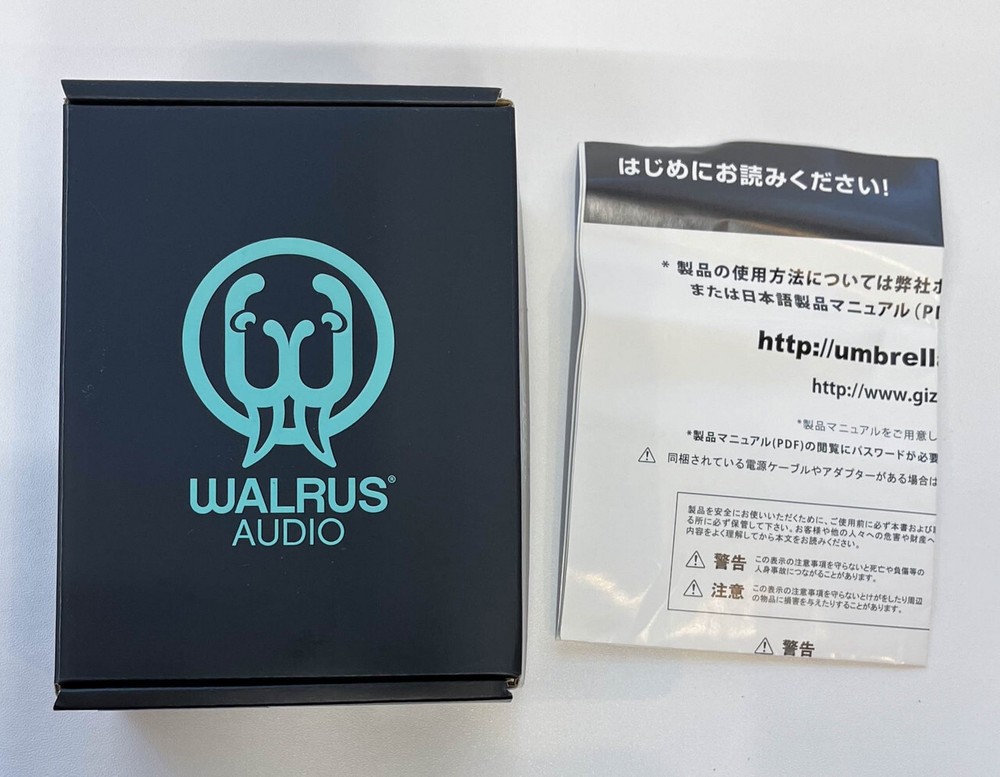 WALRUS®
AUDIO
はじめにお読みください!
* 製品の使用方法については弊社ホ
または日本語製品マニュアル(P
http://umbrell
http://www.giz
*製品マニュアルをご用意し
*製品マニュアル(PDF)の閲覧にパスワードが必要
同梱されている電源ケーブルやアダプターがある場合は
製品を安全にお使いいただくために、ご使用前に必ず本書および
る所に必ず保管して下さい。お客様や他の人々への危害や財産へ
内容をよく理解してから本文をお読みください。
警告 この表示の注意事項を守らないと死亡や負傷等の
人身事故につながることがあります。
注意 この表示の注意事項を守らないとけがをしたり周辺
の物品に損害を与えたりすることがあります。
警告